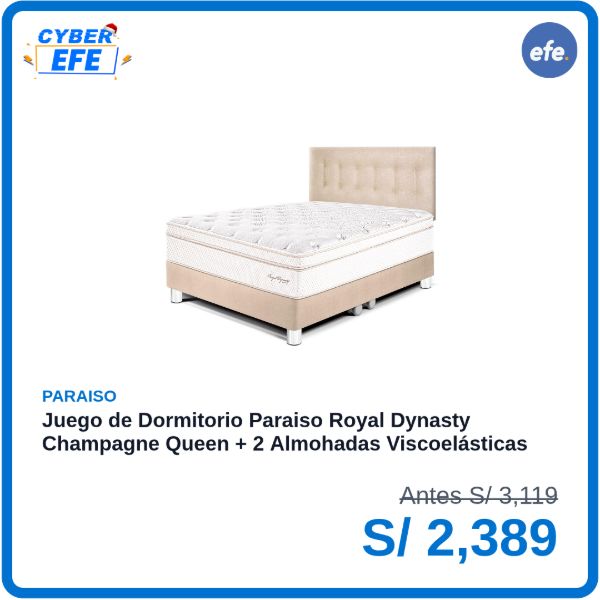 CYBER
EFE
efe.
PARAISO
Juego de Dormitorio Paraiso Royal Dynasty
Champagne Queen + 2 Almohadas Viscoelásticas
Antes S/ 3,119
S/ 2,389